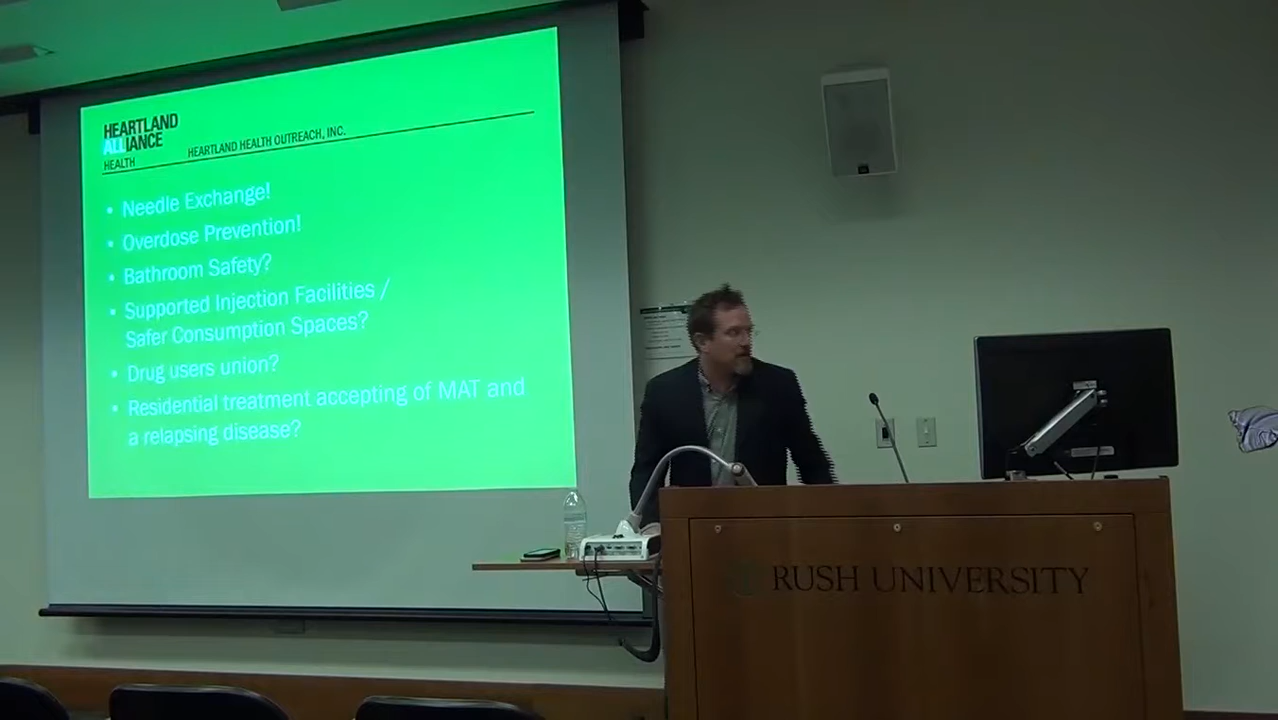 HEARTLAND
ALLIANCE
HEALTH
HEARTLAND HEALTH OUTREACH, INC.
• Needle Exchange!
• Overdose Prevention!
• Bathroom Safety?
• Supported Injection Facilities /
Safer Consumption Spaces?
• Drug users union?
• Residential treatment accepting of MAT and
a relapsing disease?
RUSH UNIVERSITY